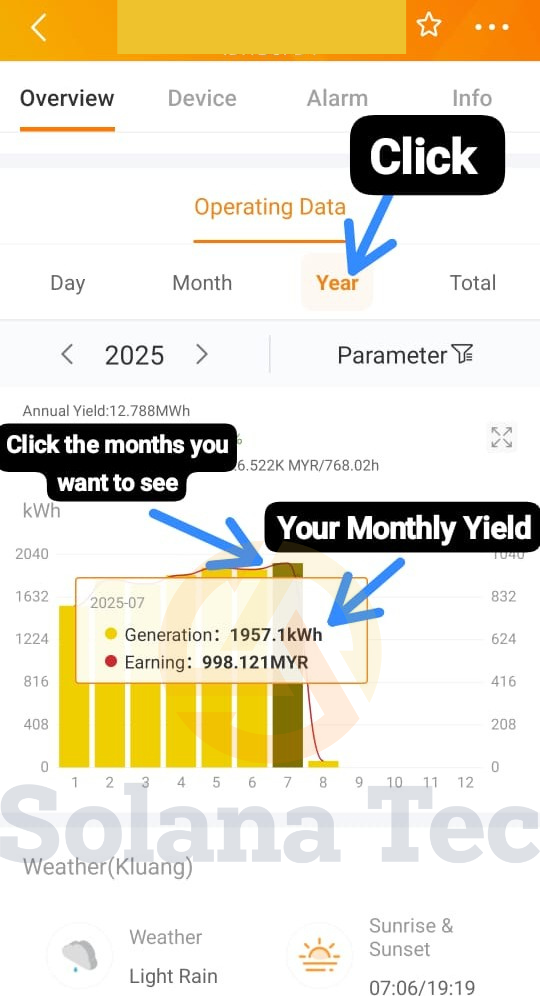 Overview Device Alarm Info
Click
Operating Data
Day Month Year Total
2025 Parameter
Annual Yield:12.788MWh
%
Click the months you
want to see
6.522K MYR/768.02h
kWh
Your Monthly Yield
2040 1040
1632 832
2025-07
1224 Generation: 1957.1kWh 624
Earning: 998.121MYR
816 416
408 208
0 0
1 2 3 4 5 6 7 8 9 10 11 12
Solana Tec
Weather(Kluang)
Weather
Light Rain
Sunrise &
Sunset
07:06/19:19